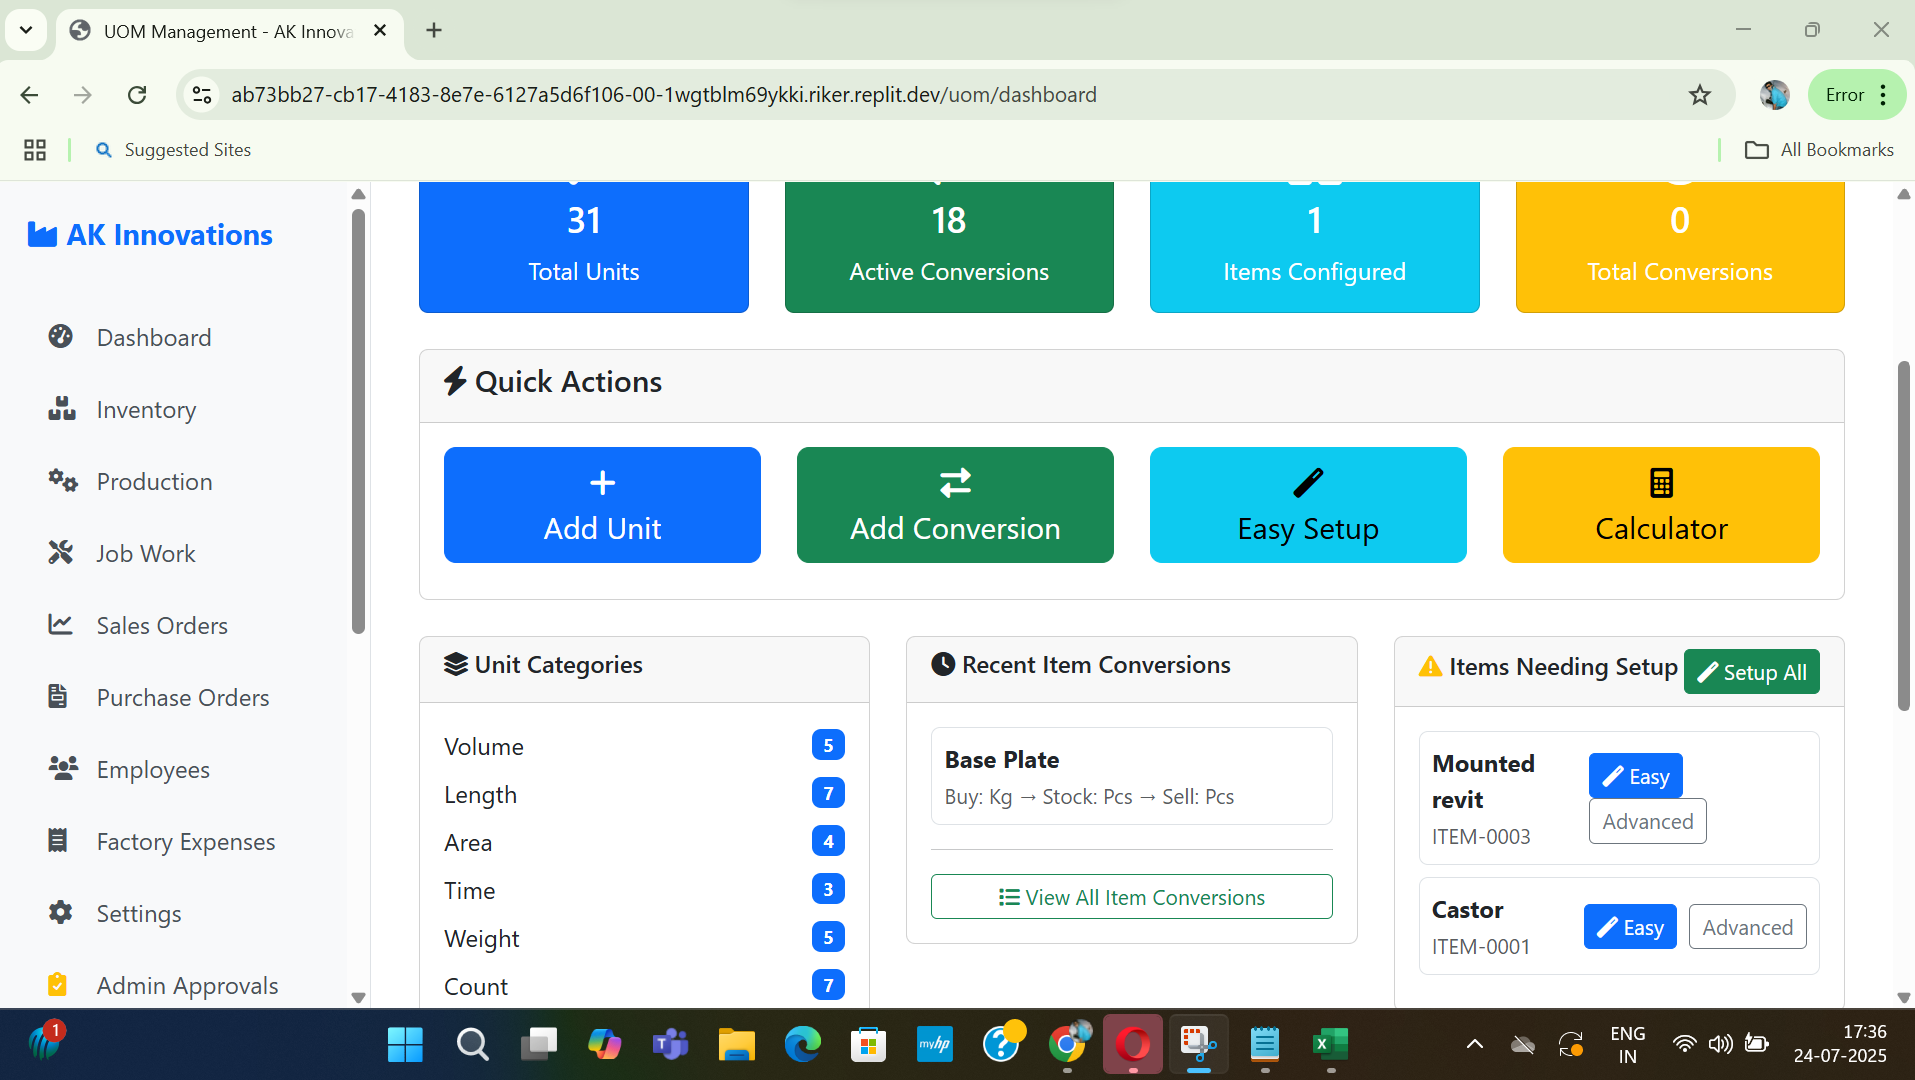 UOM Management - AK Innova
ab73bb27-cb17-4183-8e7e-6127a5d6f106-00-1wgtblm69ykki.riker.replit.dev/uom/dashboard
Error
Suggested Sites
All Bookmarks
AK Innovations
Dashboard
Inventory
Production
Job Work
Sales Orders
Purchase Orders
Employees
Factory Expenses
Settings
Admin Approvals
31
Total Units
18
Active Conversions
1
Items Configured
0
Total Conversions
Quick Actions
Add Unit
Add Conversion
Easy Setup
Calculator
Unit Categories
Volume 5
Length 7
Area 4
Time 3
Weight 5
Count 7
Recent Item Conversions
Base Plate
Buy: Kg → Stock: Pcs → Sell: Pcs
View All Item Conversions
Items Needing Setup
Setup All
Mounted
revit
ITEM-0003
Easy
Advanced
Castor
ITEM-0001
Easy
Advanced
1
T
myhp
?
X
ENG
IN
17:36
24-07-2025